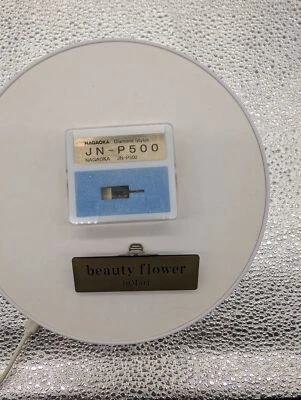 NAGAOKA Diamond Stylus
JN-P500
NAGAOKA JN-P500
beauty flower